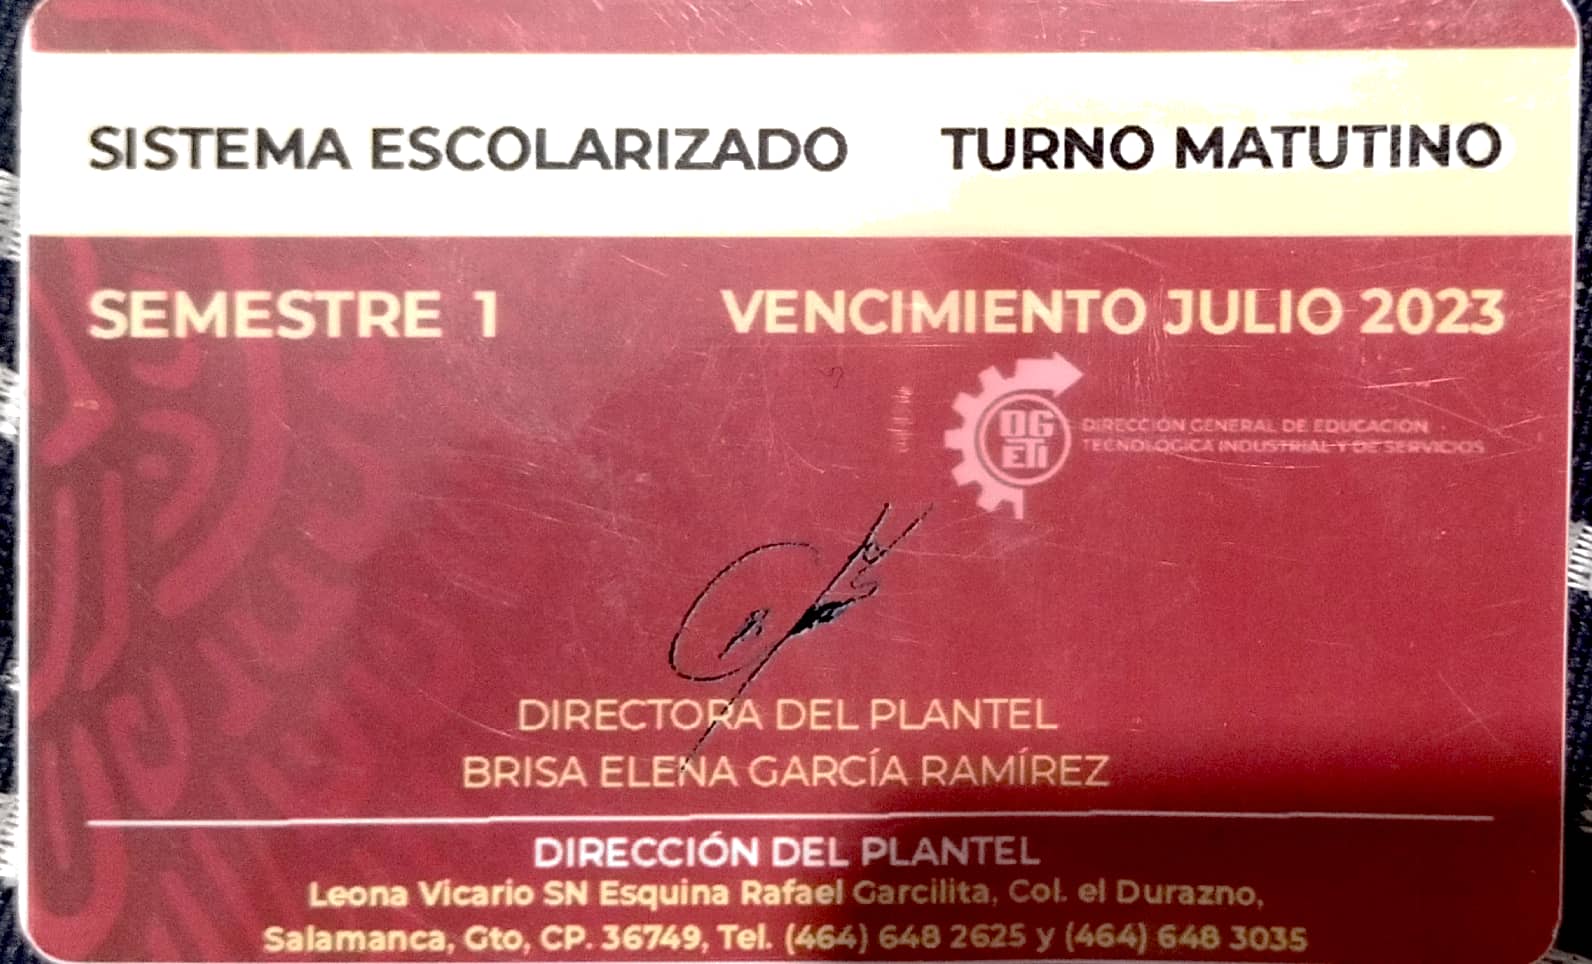 SISTEMA ESCOLARIZADO TURNO MATUTINO
SEMESTRE 1 VENCIMIENTO JULIO 2023
DGETI
DIRECCIÓN GENERAL DE EDUCACIÓN
TECNOLÓGICA INDUSTRIAL Y DE SERVICIOS
DIRECTORA DEL PLANTEL
BRISA ELENA GARCÍA RAMÍREZ
DIRECCIÓN DEL PLANTEL
Leona Vicario SN Esquina Rafael Garcilita, Col. el Durazno,
Salamanca, Gto, CP. 36749, Tel. (464) 648 2625 y (464) 648 3035